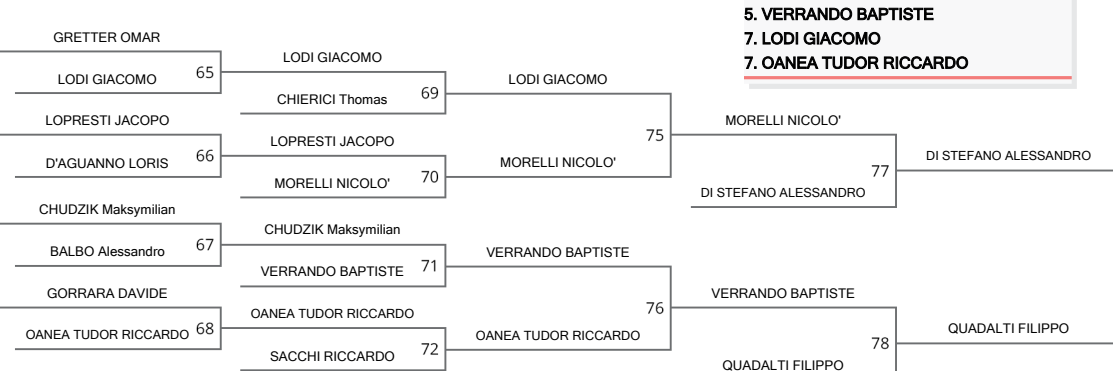 5. VERRANDO BAPTISTE
7. LODI GIACOMO
7. OANEA TUDOR RICCARDO
GRETTER OMAR
LODI GIACOMO
65
LOPRESTI JACOPO
D'AGUANNO LORIS
66
CHUDZIK Maksymilian
BALBO Alessandro
67
GORRARA DAVIDE
OANEA TUDOR RICCARDO
68
LODI GIACOMO
CHIERICI Thomas
69
LOPRESTI JACOPO
MORELLI NICOLO'
70
CHUDZIK Maksymilian
VERRANDO BAPTISTE
71
OANEA TUDOR RICCARDO
SACCHI RICCARDO
72
LODI GIACOMO
MORELLI NICOLO'
75
VERRANDO BAPTISTE
OANEA TUDOR RICCARDO
76
MORELLI NICOLO'
DI STEFANO ALESSANDRO
77
VERRANDO BAPTISTE
QUADALTI FILIPPO
78
DI STEFANO ALESSANDRO
QUADALTI FILIPPO